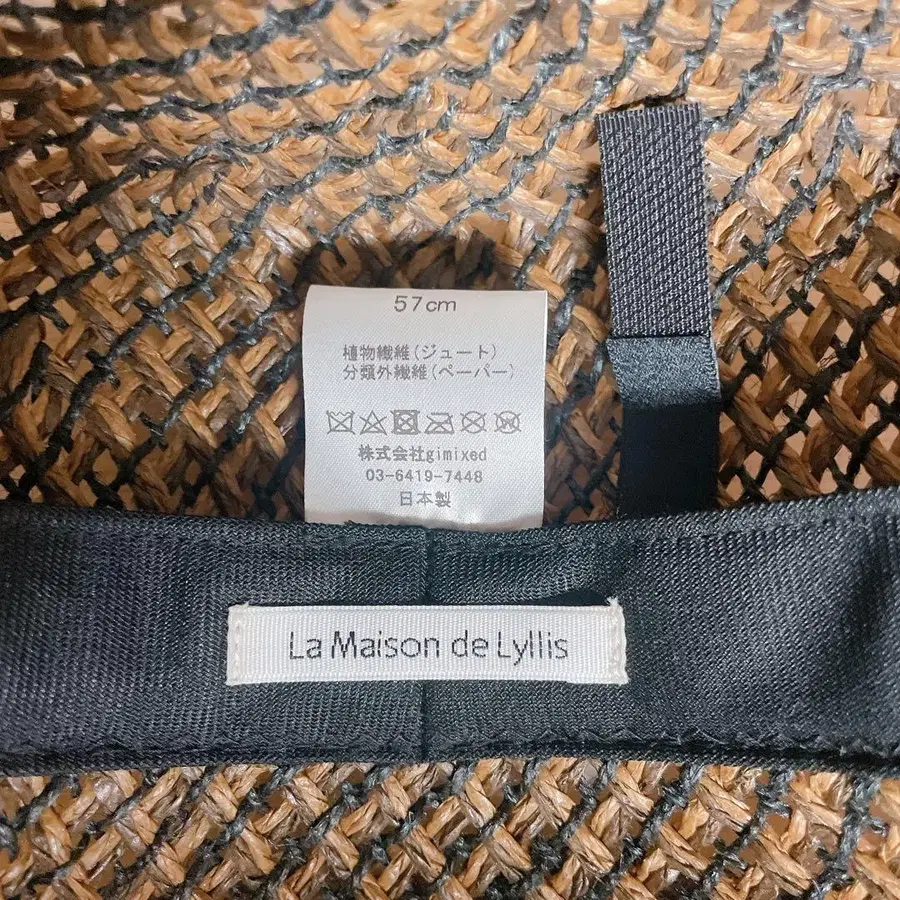 57cm
植物繊維(ジュート)
分類外繊維(ペーパー)
株式会社gimixed
03-6419-7448
日本製
La Maison de Lyllis